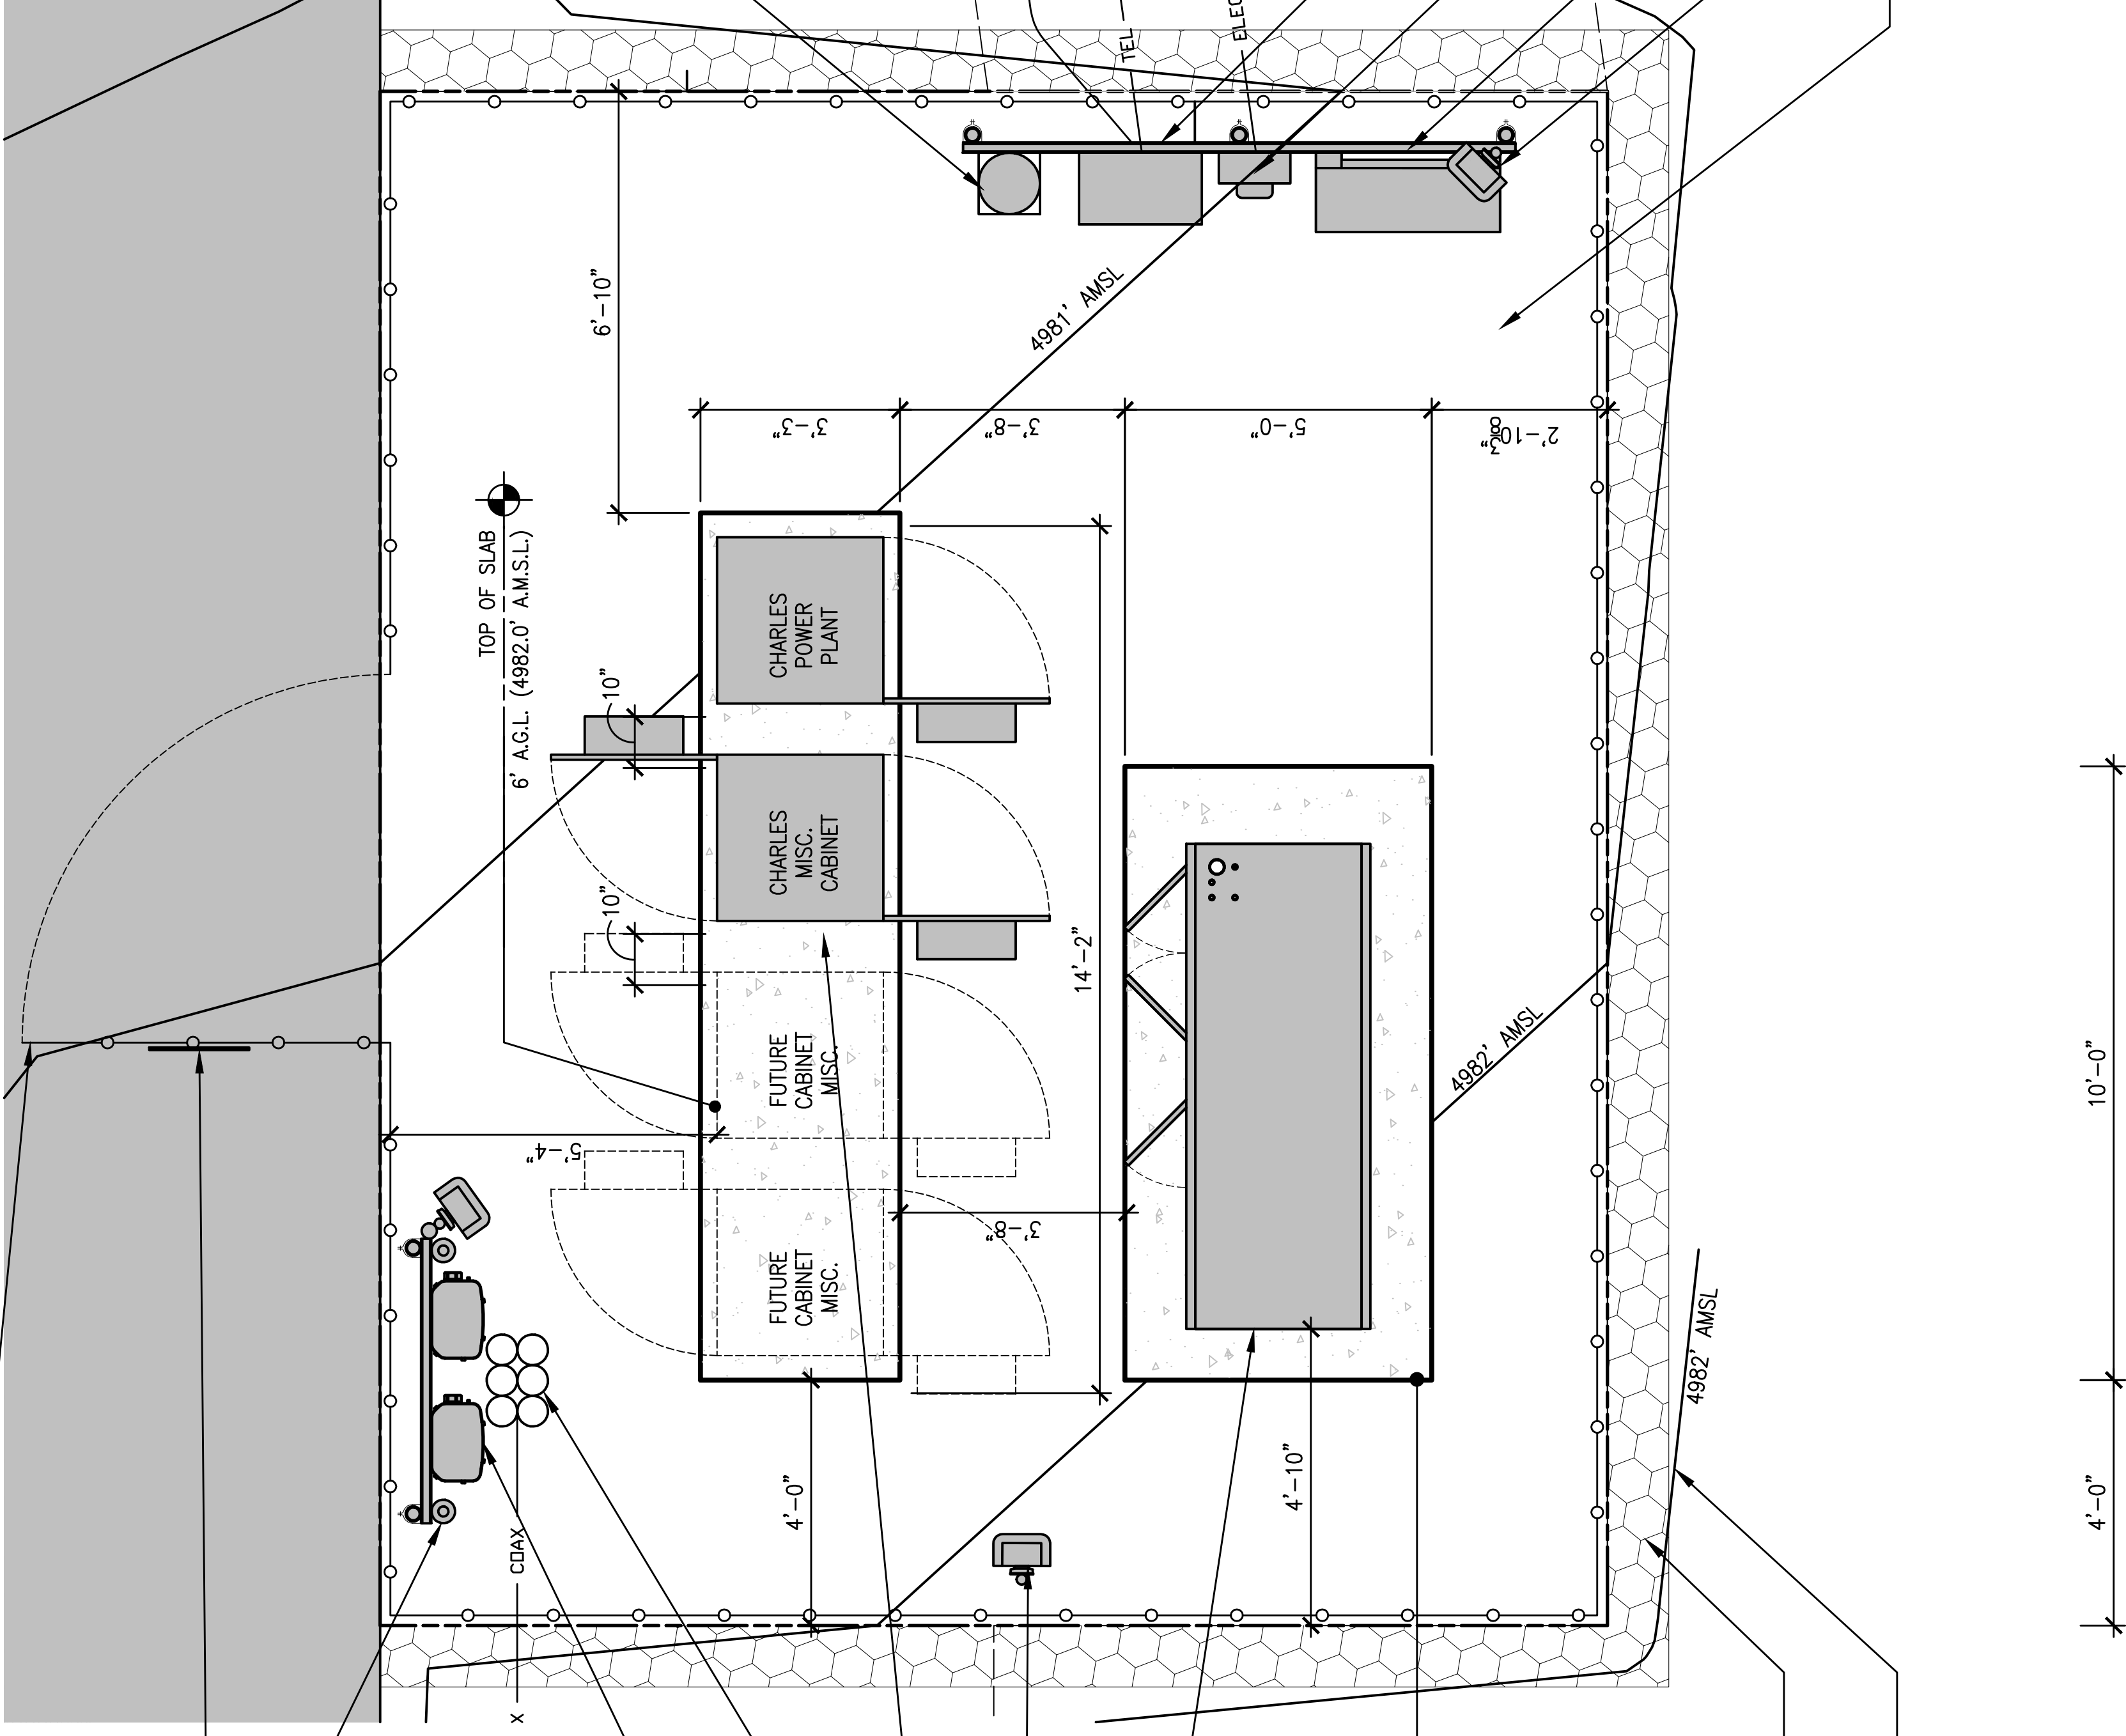 TEL
ELEC
6'-10"
4981' AMSL
3'-3"
3'-8"
5'-0"
2'-10 3/8"
TOP OF SLAB
6' A.G.L. (4982.0' A.M.S.L.)
CHARLES
POWER
PLANT
10"
CHARLES
MISC.
CABINET
10"
14'-2"
FUTURE
CABINET
MISC.
5'-4"
3'-8"
FUTURE
CABINET
MISC.
4982' AMSL
10'-0"
4982' AMSL
4'-0"
4'-10"
4'-0"
COAX
X